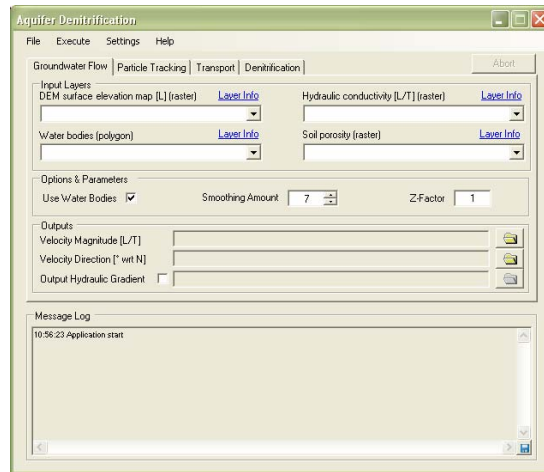 Aquifer Denitrification
File Execute Settings Help
Groundwater Flow Particle Tracking Transport Denitrification Abort
Input Layers
DEM surface elevation map [L] (raster) Layer Info Hydraulic conductivity [L/T] (raster) Layer Info
Water bodies (polygon) Layer Info Soil porosity (raster) Layer Info
Options & Parameters
Use Water Bodies Smoothing Amount 7 Z-Factor 1
Outputs
Velocity Magnitude [L/T]
Velocity Direction [° wrt N]
Output Hydraulic Gradient
Message Log
10:56:23 Application start